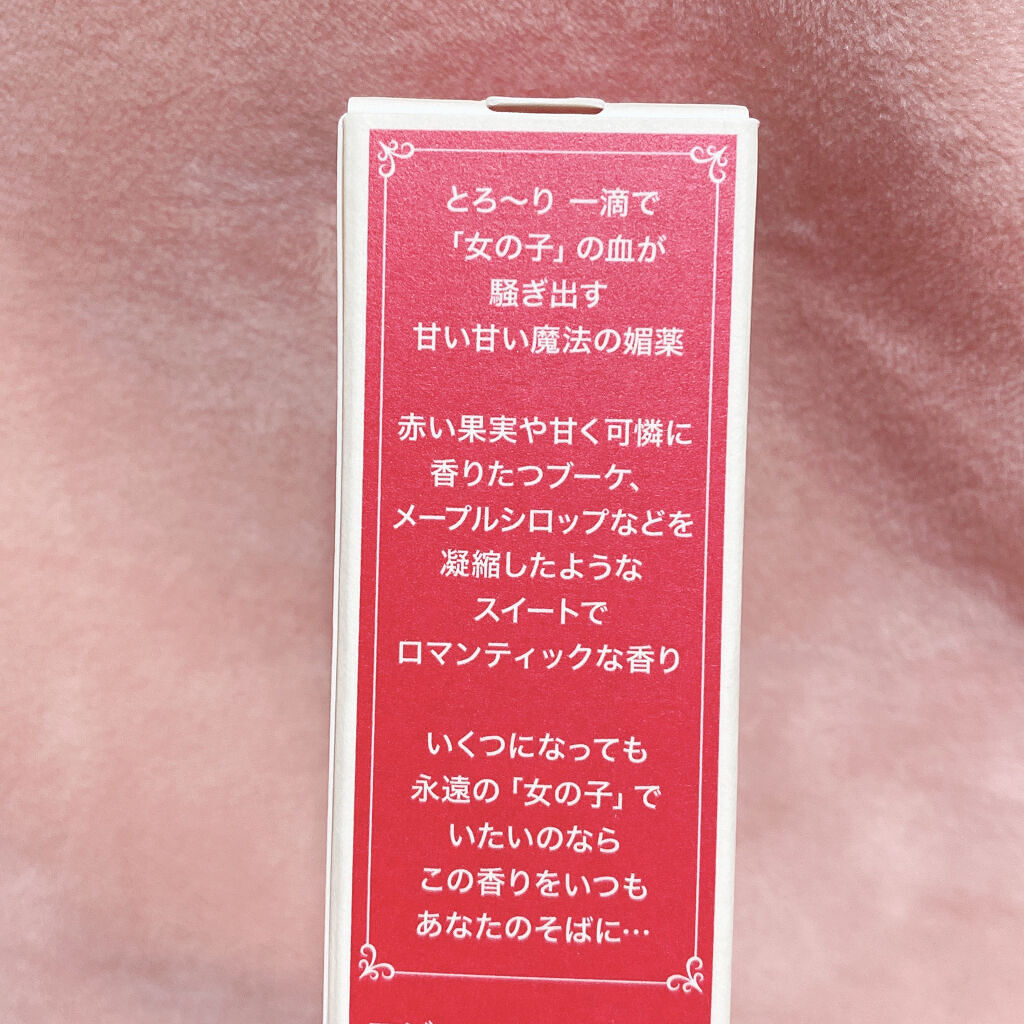 とろ〜り 一滴で
「女の子」の血が
騒ぎ出す
甘い甘い魔法の媚薬
赤い果実や甘く可憐に
香りたつブーケ、
メープルシロップなどを
凝縮したような
スイートで
ロマンティックな香り
いくつになっても
永遠の「女の子」で
いたいのなら
この香りをいつも
あなたのそばに…